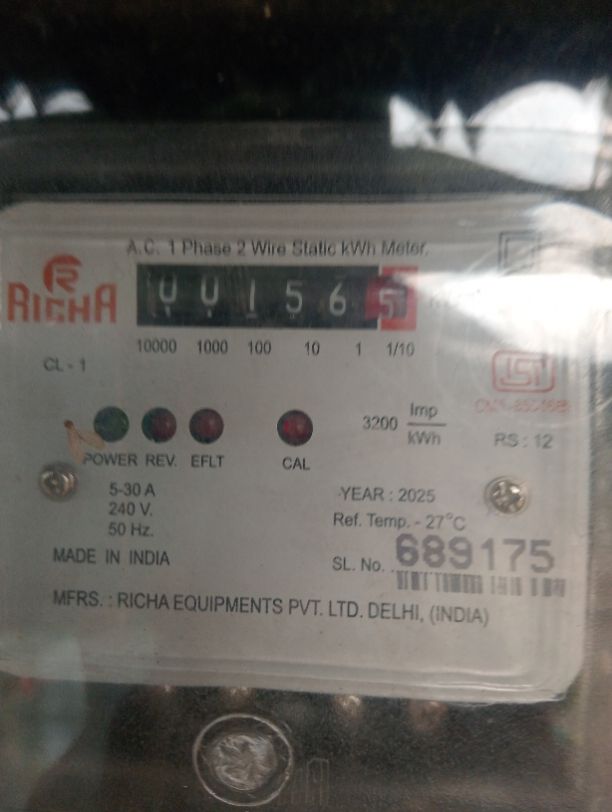 A.C. 1 Phase 2 Wire Static kWh Meter.
R
RICHA
0 0 1 5 6 5
10000 1000 100 10 1 1/10
CL - 1
ISI
3200 Imp
kWh
RS : 12
POWER REV. EFLT CAL
5-30 A
240 V.
50 Hz.
YEAR : 2025
Ref. Temp. - 27°C
MADE IN INDIA
SL. No. 689175
MFRS. : RICHA EQUIPMENTS PVT. LTD. DELHI, (INDIA)